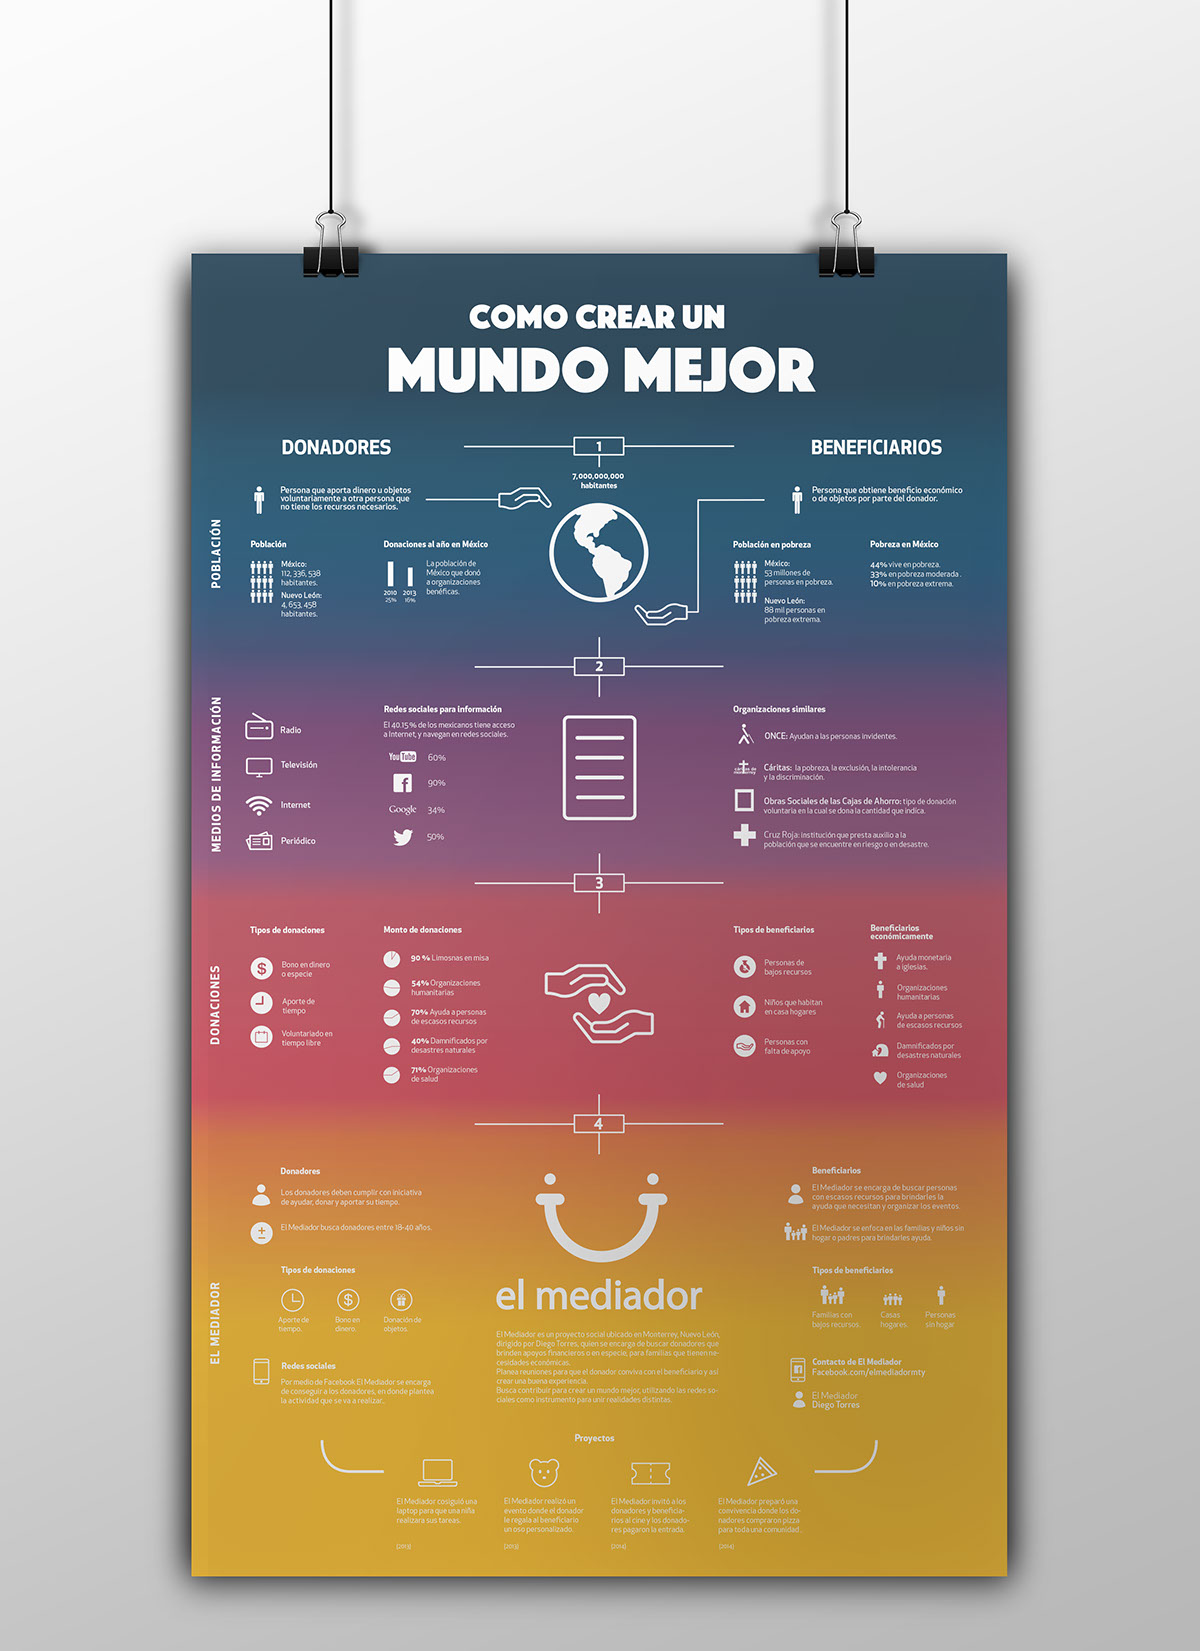 COMO CREAR UN
MUNDO MEJOR
DONADORES
1
BENEFICIARIOS
7,000,000,000
habitantes
POBLACIÓN
Persona que aporta dinero u objetos
voluntariamente a otra persona que
no tiene los recursos necesarios.
Persona que obtiene beneficio económico
o de objetos por parte del donador.
Población
México:
112, 336, 538
habitantes.
Nuevo León:
4, 653, 458
habitantes.
Donaciones al año en México
2010
25%
2013
16%
La población de
México que donó
a organizaciones
benéficas.
Población en pobreza
México:
53 millones de
personas en pobreza.
Nuevo León:
88 mil personas en
pobreza extrema.
Pobreza en México
44% vive en pobreza.
33% en pobreza moderada .
10% en pobreza extrema.
2
MEDIOS DE INFORMACIÓN
Radio
Televisión
Internet
Periódico
Redes sociales para información
El 40.15 % de los mexicanos tiene acceso
a Internet, y navegan en redes sociales.
YouTube 60%
90%
Google 34%
50%
Organizaciones similares
ONCE: Ayudan a las personas invidentes.
cáritas de
monterrey
Cáritas: la pobreza, la exclusión, la intolerancia
y la discriminación.
Obras Sociales de las Cajas de Ahorro: tipo de donación
voluntaria en la cual se dona la cantidad que indica.
Cruz Roja: institución que presta auxilio a la
población que se encuentre en riesgo o en desastre.
3
DONACIONES
Tipos de donaciones
$
Bono en dinero
o especie
Aporte de
tiempo
Voluntariado en
tiempo libre
Monto de donaciones
90 % Limosnas en misa
54% Organizaciones
humanitarias
70% Ayuda a personas
de escasos recursos
40% Damnificados por
desastres naturales
71% Organizaciones
de salud
Tipos de beneficiarios
Personas de
bajos recursos
Niños que habitan
en casa hogares
Personas con
falta de apoyo
Beneficiarios
económicamente
Ayuda monetaria
a iglesias.
Organizaciones
humanitarias
Ayuda a personas
de escasos recursos
Damnificados por
desastres naturales
Organizaciones
de salud
4
EL MEDIADOR
Donadores
Los donadores deben cumplir con iniciativa
de ayudar, donar y aportar su tiempo.
El Mediador busca donadores entre 18-40 años.
Tipos de donaciones
$
Aporte de
tiempo.
Bono en
dinero.
Donación de
objetos.
Redes sociales
Por medio de Facebook El Mediador se encarga
de conseguir a los donadores, en donde plantea
la actividad que se va a realizar..
el mediador
El Mediador es un proyecto social ubicado en Monterrey, Nuevo León,
dirigido por Diego Torres, quien se encarga de buscar donadores que
brinden apoyos financieros o en especie, para familias que tienen ne-
cesidades económicas.
Planea reuniones para que el donador conviva con el beneficiario y así
crear una buena experiencia.
Busca contribuir para crear un mundo mejor, utilizando las redes so-
ciales como instrumento para unir realidades distintas.
Beneficiarios
El Mediador se encarga de buscar personas
con escasos recursos para brindarles la
ayuda que necesitan y organizar los eventos.
El Mediador se enfoca en las familias y niños sin
hogar o padres para brindarles ayuda.
Tipos de beneficiarios
Familias con
bajos recursos.
Casas
hogares.
Personas
sin hogar
Contacto de El Mediador
Facebook.com/elmediadormty
El Mediador
Diego Torres
Proyectos
El Mediador cosiguió una
laptop para que una niña
realizara sus tareas.
(2013)
El Mediador realizó un
evento donde el donador
le regala al beneficiario
un oso personalizado.
(2013)
El Mediador invitó a los
donadores y beneficia-
rios al cine y los donado-
res pagaron la entrada.
(2014)
El Mediador preparó una
convivencia donde los do-
nadores compraron pizza
para toda una comunidad .
(2014)